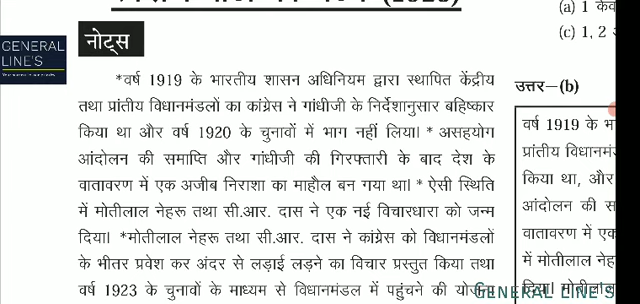 (2023)
(a) 1 केव
(c) 1, 2
GENERAL
LINE'S
नोट्स
*वर्ष 1919 के भारतीय शासन अधिनियम द्वारा स्थापित केंद्रीय
तथा प्रांतीय विधानमंडलों का कांग्रेस ने गांधीजी के निर्देशानुसार बहिष्कार
किया था और वर्ष 1920 के चुनावों में भाग नहीं लिया। * असहयोग
आंदोलन की समाप्ति और गांधीजी की गिरफ्तारी के बाद देश के
वातावरण में एक अजीब निराशा का माहौल बन गया था। * ऐसी स्थिति
में मोतीलाल नेहरू तथा सी.आर. दास ने एक नई विचारधारा को जन्म
दिया। *मोतीलाल नेहरू तथा सी.आर. दास ने कांग्रेस को विधानमंडलों
के भीतर प्रवेश कर अंदर से लड़ाई लड़ने का विचार प्रस्तुत किया तथा
वर्ष 1923 के चुनावों के माध्यम से विधानमंडल में पहुंचने की
उत्तर–(b)
वर्ष 1919 के भ
प्रांतीय विधानमं
किया था, और
आंदोलन की स
वातावरण में एक
में मोतीलाल नेह
दिया। मोतीलाल
GENERAL LINE'S